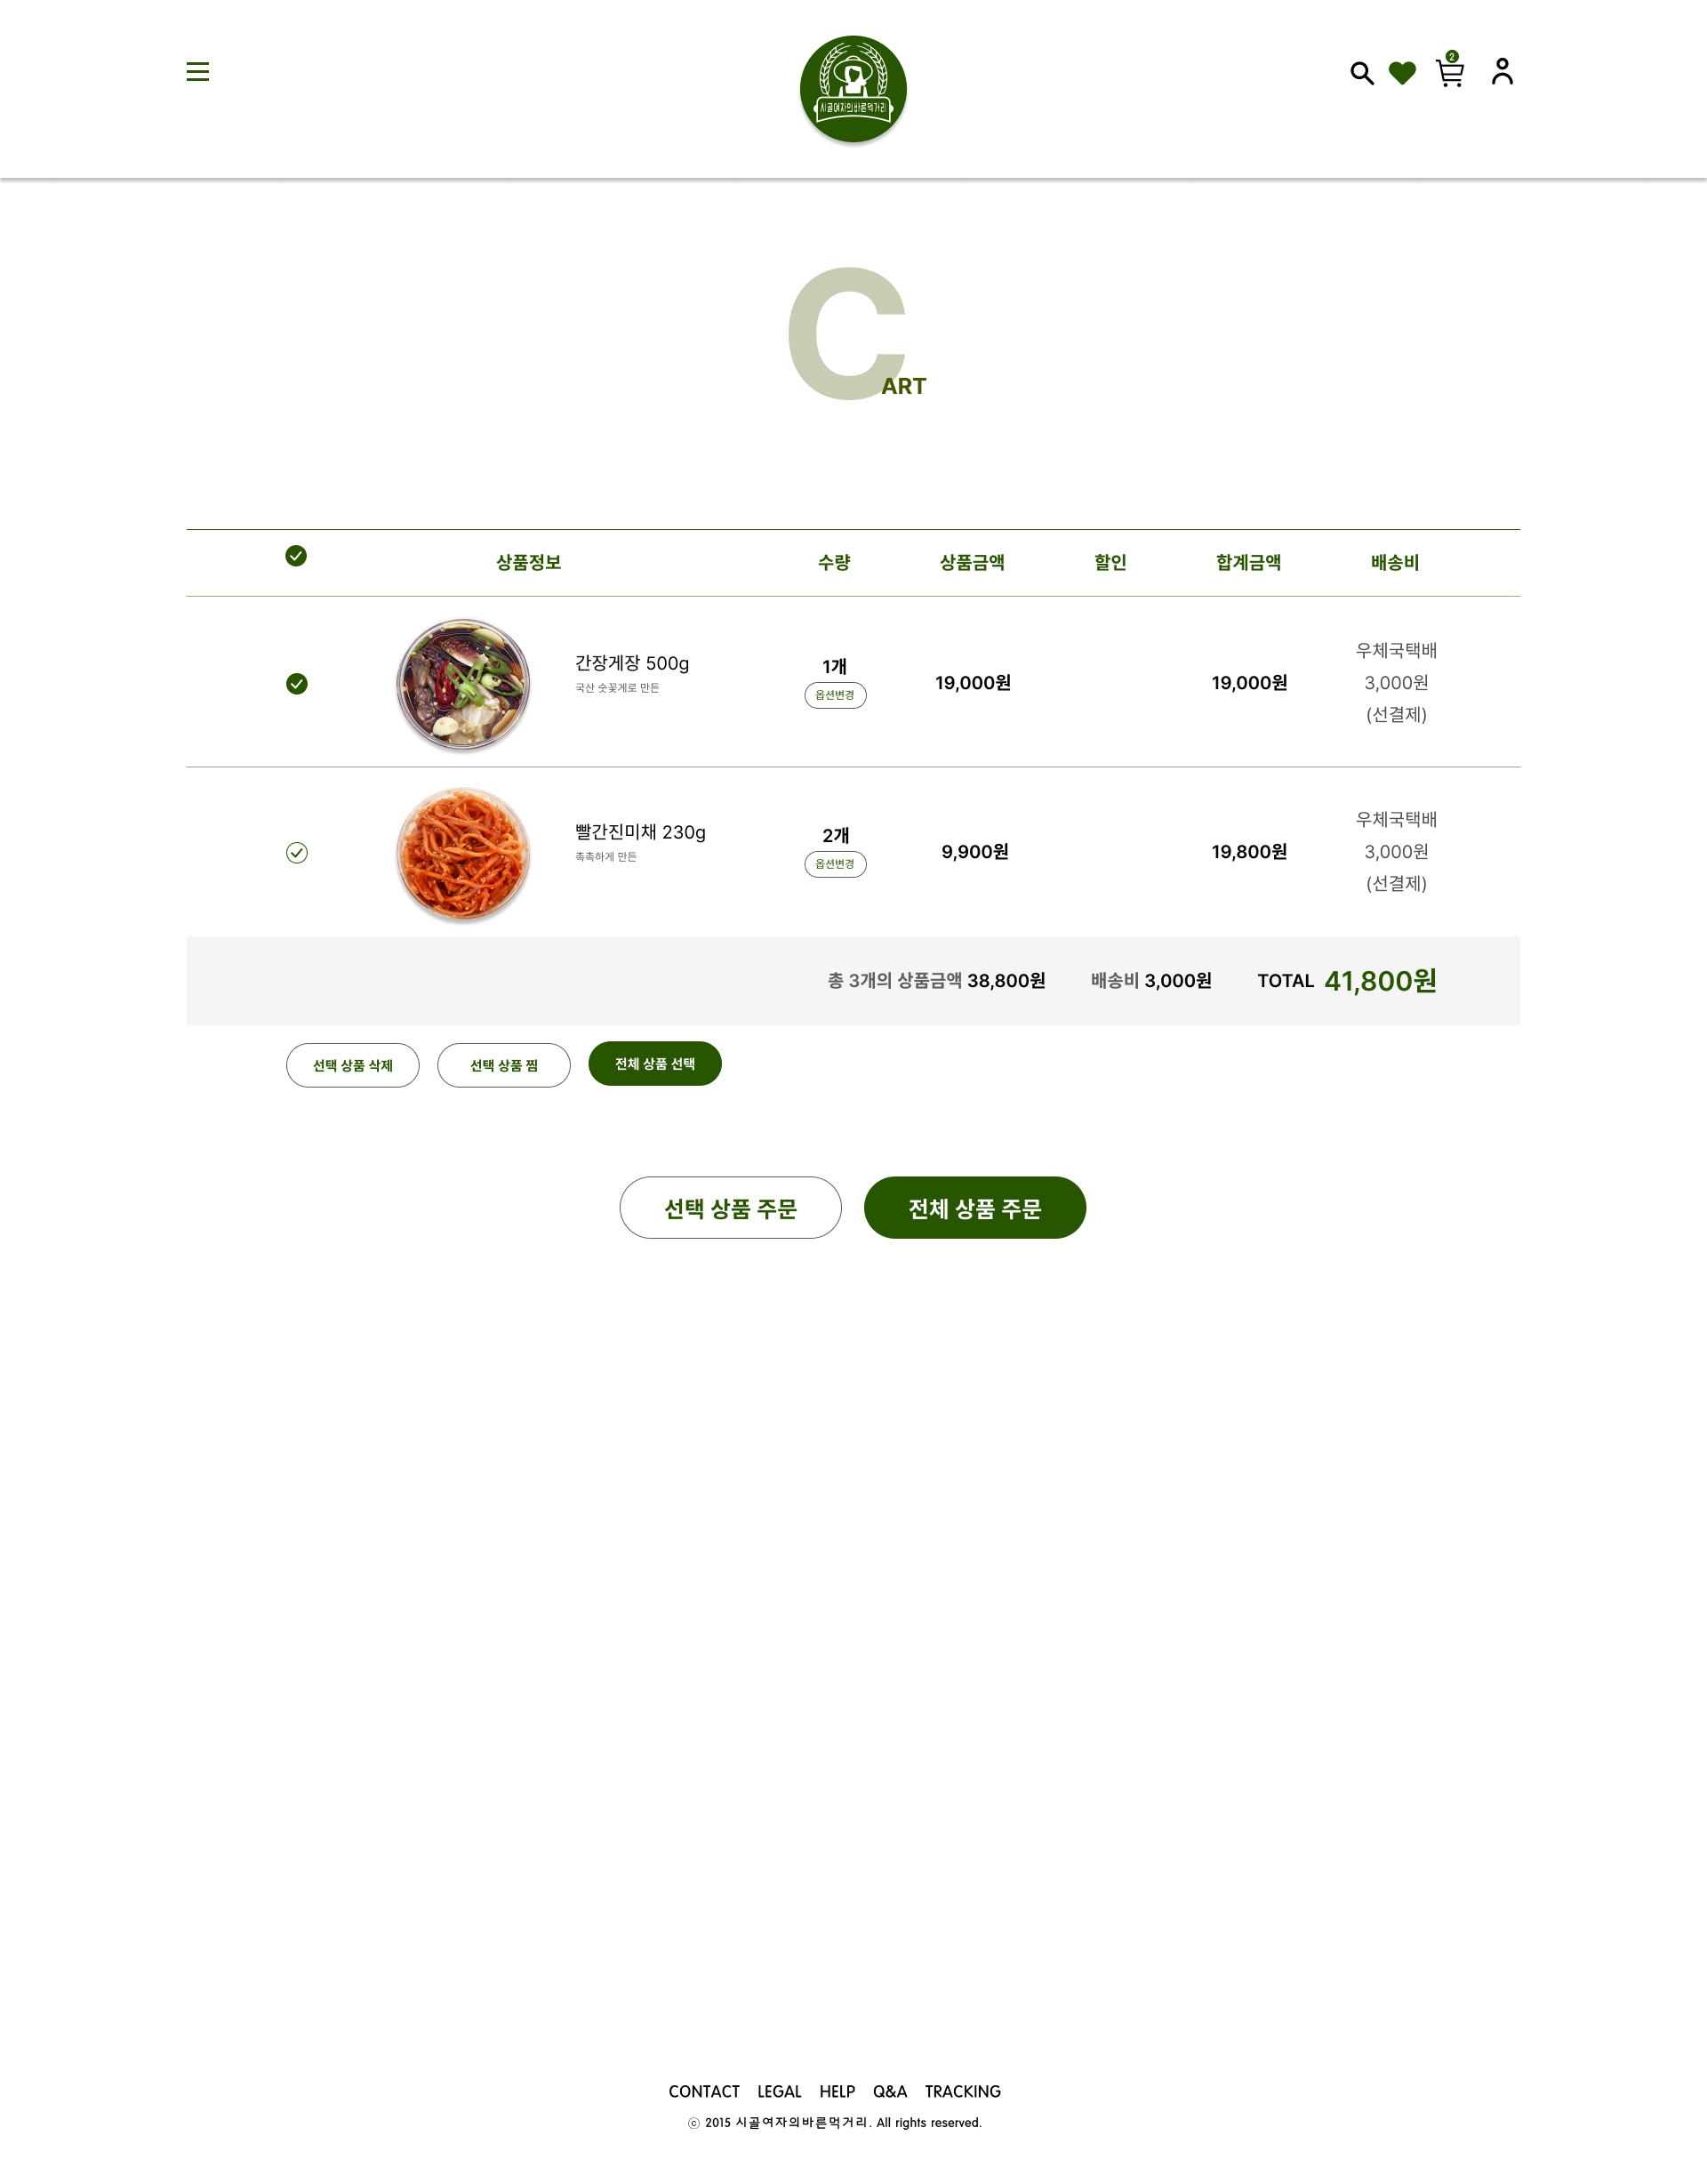 2
시골여자의바른먹거리
C
ART
상품정보 수량 상품금액 할인 합계금액 배송비
간장게장 500g
국산 숫꽃게로 만든
1개
옵션변경
19,000원
19,000원
우체국택배
3,000원
(선결제)
빨간진미채 230g
촉촉하게 만든
2개
옵션변경
9,900원
19,800원
우체국택배
3,000원
(선결제)
총 3개의 상품금액 38,800원 배송비 3,000원 TOTAL 41,800원
선택 상품 삭제 선택 상품 찜 전체 상품 선택
선택 상품 주문 전체 상품 주문
CONTACT LEGAL HELP Q&A TRACKING
ⓒ 2015 시골여자의바른먹거리. All rights reserved.